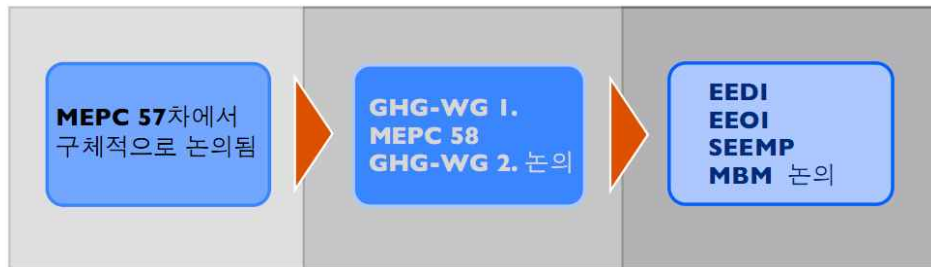 MEPC 57차에서
구체적으로 논의됨
GHG-WG 1.
MEPC 58
GHG-WG 2. 논의
EEDI
EEOI
SEEMP
MBM 논의